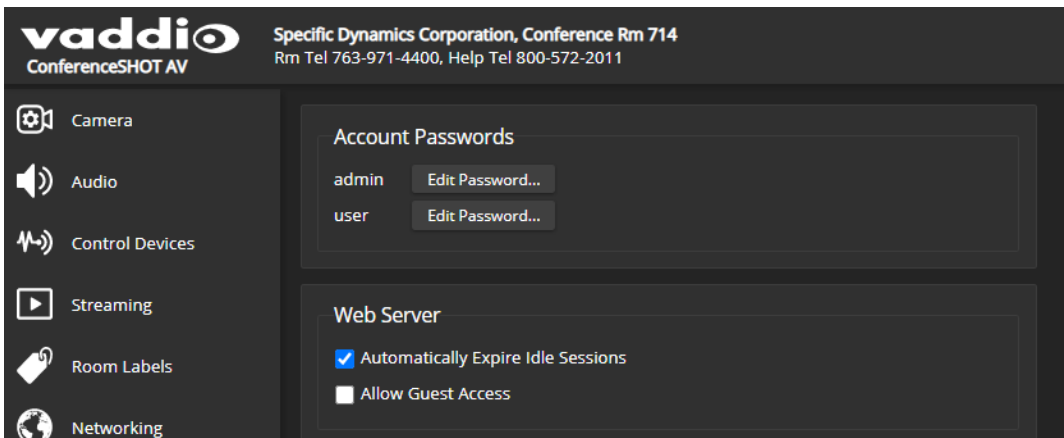 vaddio
ConferenceSHOT AV
Specific Dynamics Corporation, Conference Rm 714
Rm Tel 763-971-4400, Help Tel 800-572-2011
Camera
Audio
Control Devices
Streaming
Room Labels
Networking
Account Passwords
admin Edit Password...
user Edit Password...
Web Server
Automatically Expire Idle Sessions
Allow Guest Access